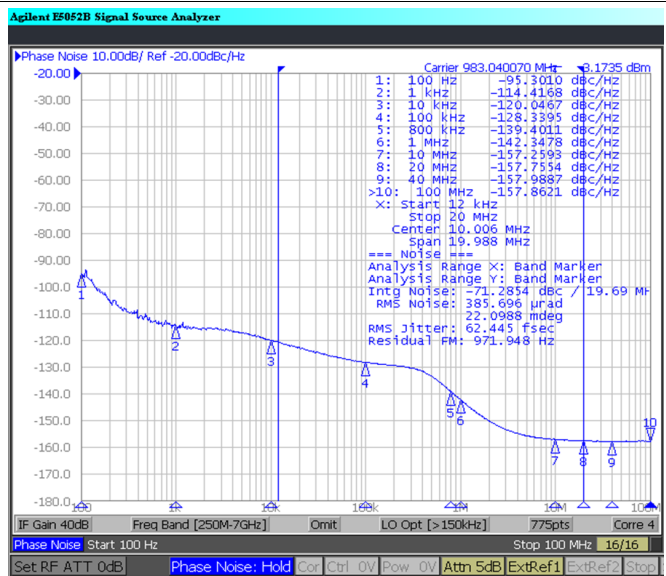 Agilent E5052B Signal Source Analyzer
Phase Noise 10.00dB/ Ref -20.00dBc/Hz
Carrier 983.040070 MHz 3.1735 dBm
-20.00
-30.00
-40.00
-50.00
-60.00
-70.00
-80.00
-90.00
-100.0
-110.0
-120.0
-130.0
-140.0
-150.0
-160.0
-170.0
-180.0
1: 100 Hz -95.3010 dBc/Hz
2: 1 kHz -114.4168 dBc/Hz
3: 10 kHz -120.0467 dBc/Hz
4: 100 kHz -128.3395 dBc/Hz
5: 800 kHz -139.4011 dBc/Hz
6: 1 MHz -142.3478 dBc/Hz
7: 10 MHz -157.2593 dBc/Hz
8: 20 MHz -157.7554 dBc/Hz
9: 40 MHz -157.9887 dBc/Hz
>10: 100 MHz -157.8621 dBc/Hz
X: Start 12 kHz
Stop 20 MHz
Center 10.006 MHz
Span 19.988 MHz
=== Noise ===
Analysis Range X: Band Marker
Analysis Range Y: Band Marker
Intg Noise: -71.2854 dBc / 19.69 MH
RMS Noise: 385.696 µrad
22.0988 mdeg
RMS Jitter: 62.445 fsec
Residual FM: 971.948 Hz
1
2
3
4
5
6
7
8
9
10
100
1k
10k
100k
1M
10M
100M
IF Gain 40dB Freq Band [250M-7GHz] Omit LO Opt [>150kHz] 775pts Corre 4
Phase Noise Start 100 Hz Stop 100 MHz 16/16
Set RF ATT 0dB Phase Noise: Hold Cor Ctrl 0V Pow 0V Attn 5dB ExtRef1 ExtRef2 Stop